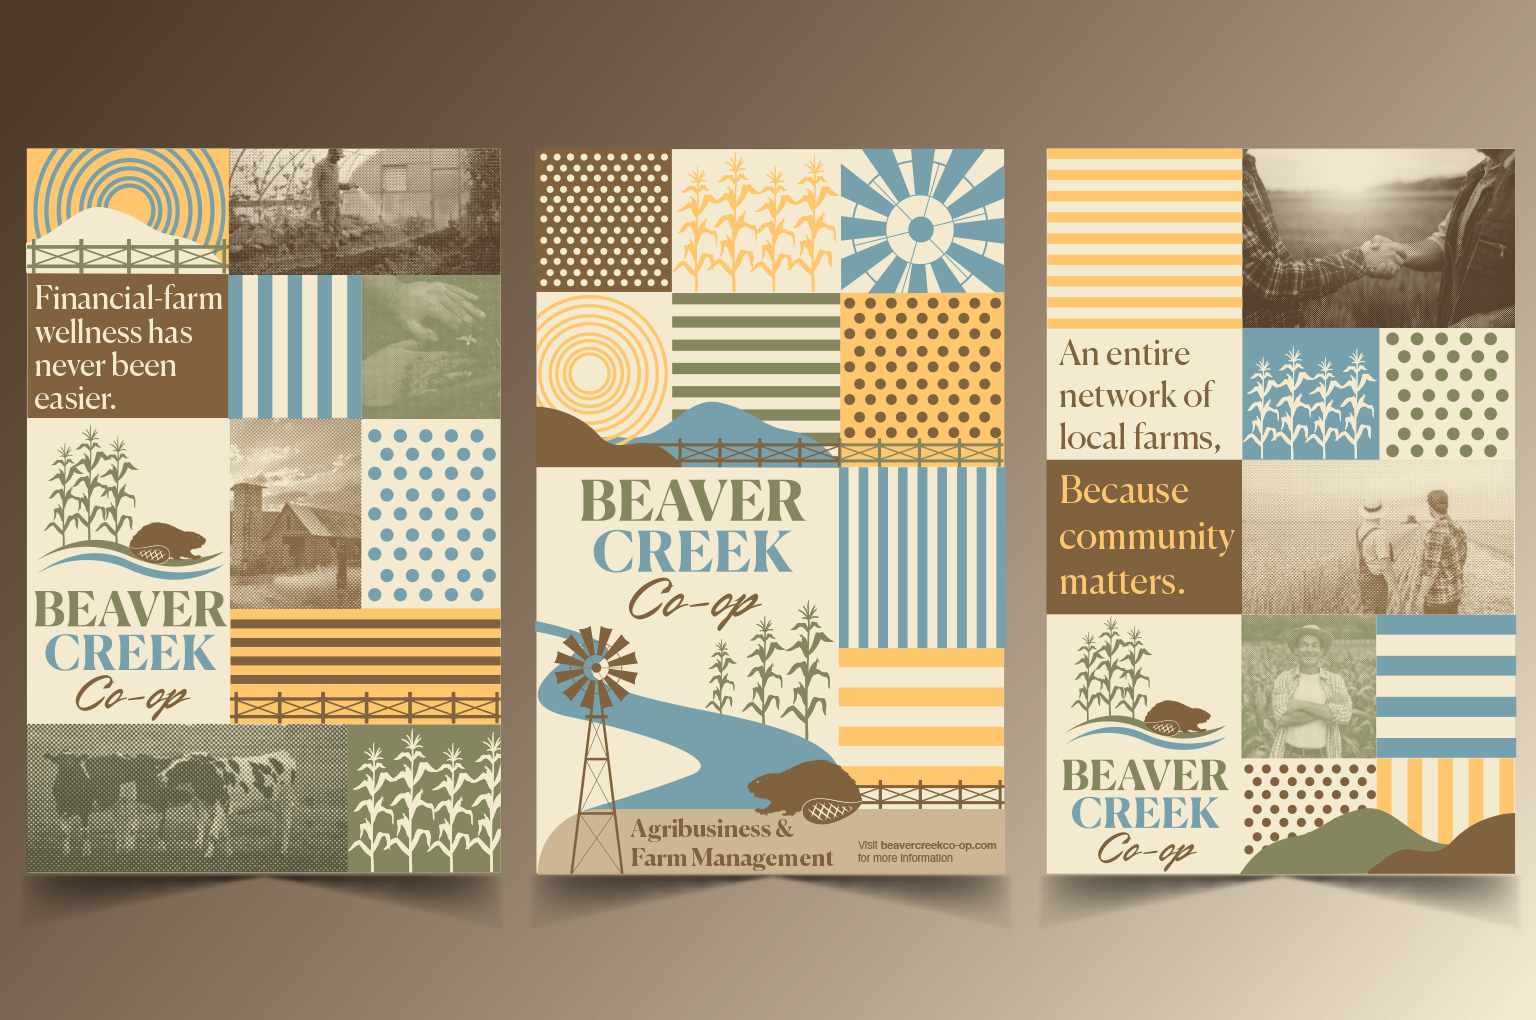 Financial-farm
wellness has
never been
easier.
BEAVER
CREEK
Co-op
BEAVER
CREEK
Co-op
Agribusiness &
Farm Management
Visit beavercreekco-op.com
for more information
An entire
network of
local farms,
Because
community
matters.
BEAVER
CREEK
Co-op